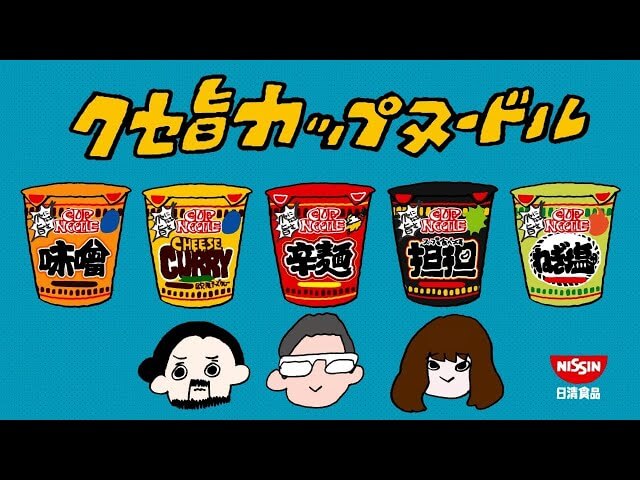 クセ旨カップヌードル
CUP NOODLE
味噌
CUP NOODLE
CHEESE
CURRY
CUP NOODLE
辛麺
CUP NOODLE
担担
CUP NOODLE
ねぎ塩
NISSIN
日清食品